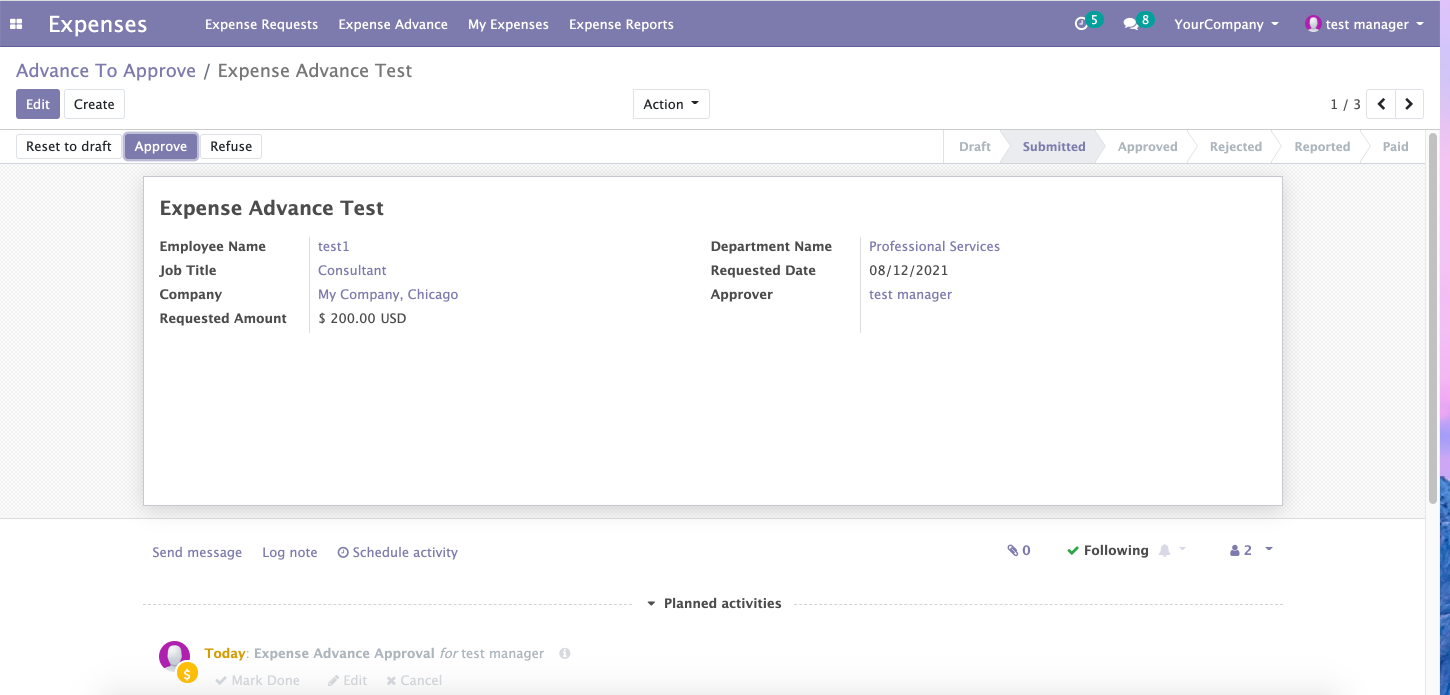 Expenses Expense Requests Expense Advance My Expenses Expense Reports 5 8 YourCompany test manager
Advance To Approve / Expense Advance Test
Edit Create Action 1 / 3
Reset to draft Approve Refuse Draft Submitted Approved Rejected Reported Paid
Expense Advance Test
Employee Name test1 Department Name Professional Services
Job Title Consultant Requested Date 08/12/2021
Company My Company, Chicago Approver test manager
Requested Amount $ 200.00 USD
Send message Log note Schedule activity 0 Following 2
Planned activities
Today: Expense Advance Approval for test manager
$
Mark Done Edit Cancel